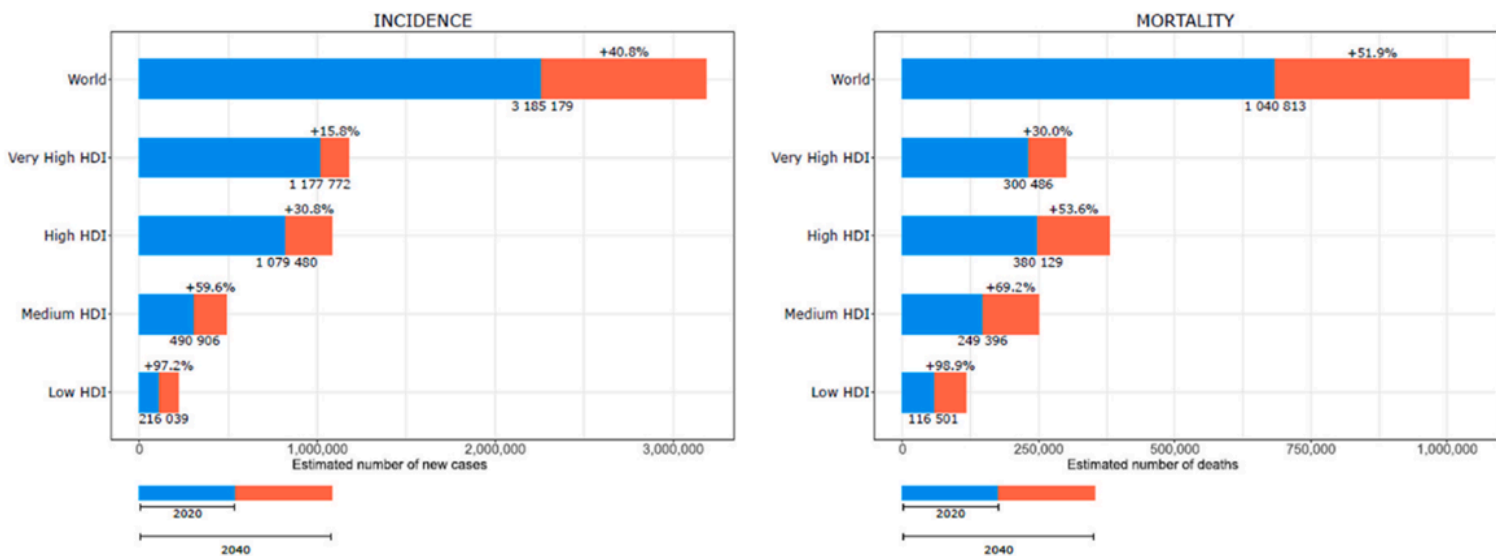 INCIDENCE
+40.8%
World
3 185 179
+15.8%
Very High HDI
1 177 772
+30.8%
High HDI
1 079 480
+59.6%
Medium HDI
490 906
+97.2%
Low HDI
216 039
0 1,000,000 2,000,000 3,000,000
Estimated number of new cases
2020
2040
MORTALITY
+51.9%
World
1 040 813
+30.0%
Very High HDI
300 486
+53.6%
High HDI
380 129
+69.2%
Medium HDI
249 396
+98.9%
Low HDI
116 501
0 250,000 500,000 750,000 1,000,000
Estimated number of deaths
2020
2040